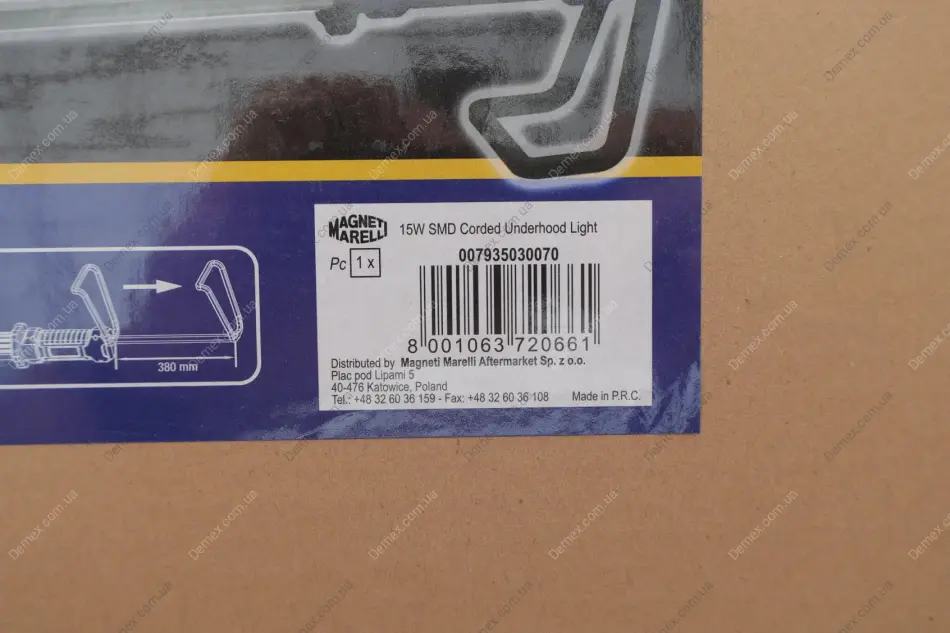 MAGNETI
MARELLI
15W SMD Corded Underhood Light
Pc 1 x
007935030070
8 001063 720661
Distributed by Magneti Marelli Aftermarket Sp. z o.o.
Plac pod Lipami 5
40-476 Katowice, Poland
Tel.: +48 32 60 36 159 - Fax: +48 32 60 36 108 Made in P.R.C.
380 mm
Demex.com.ua